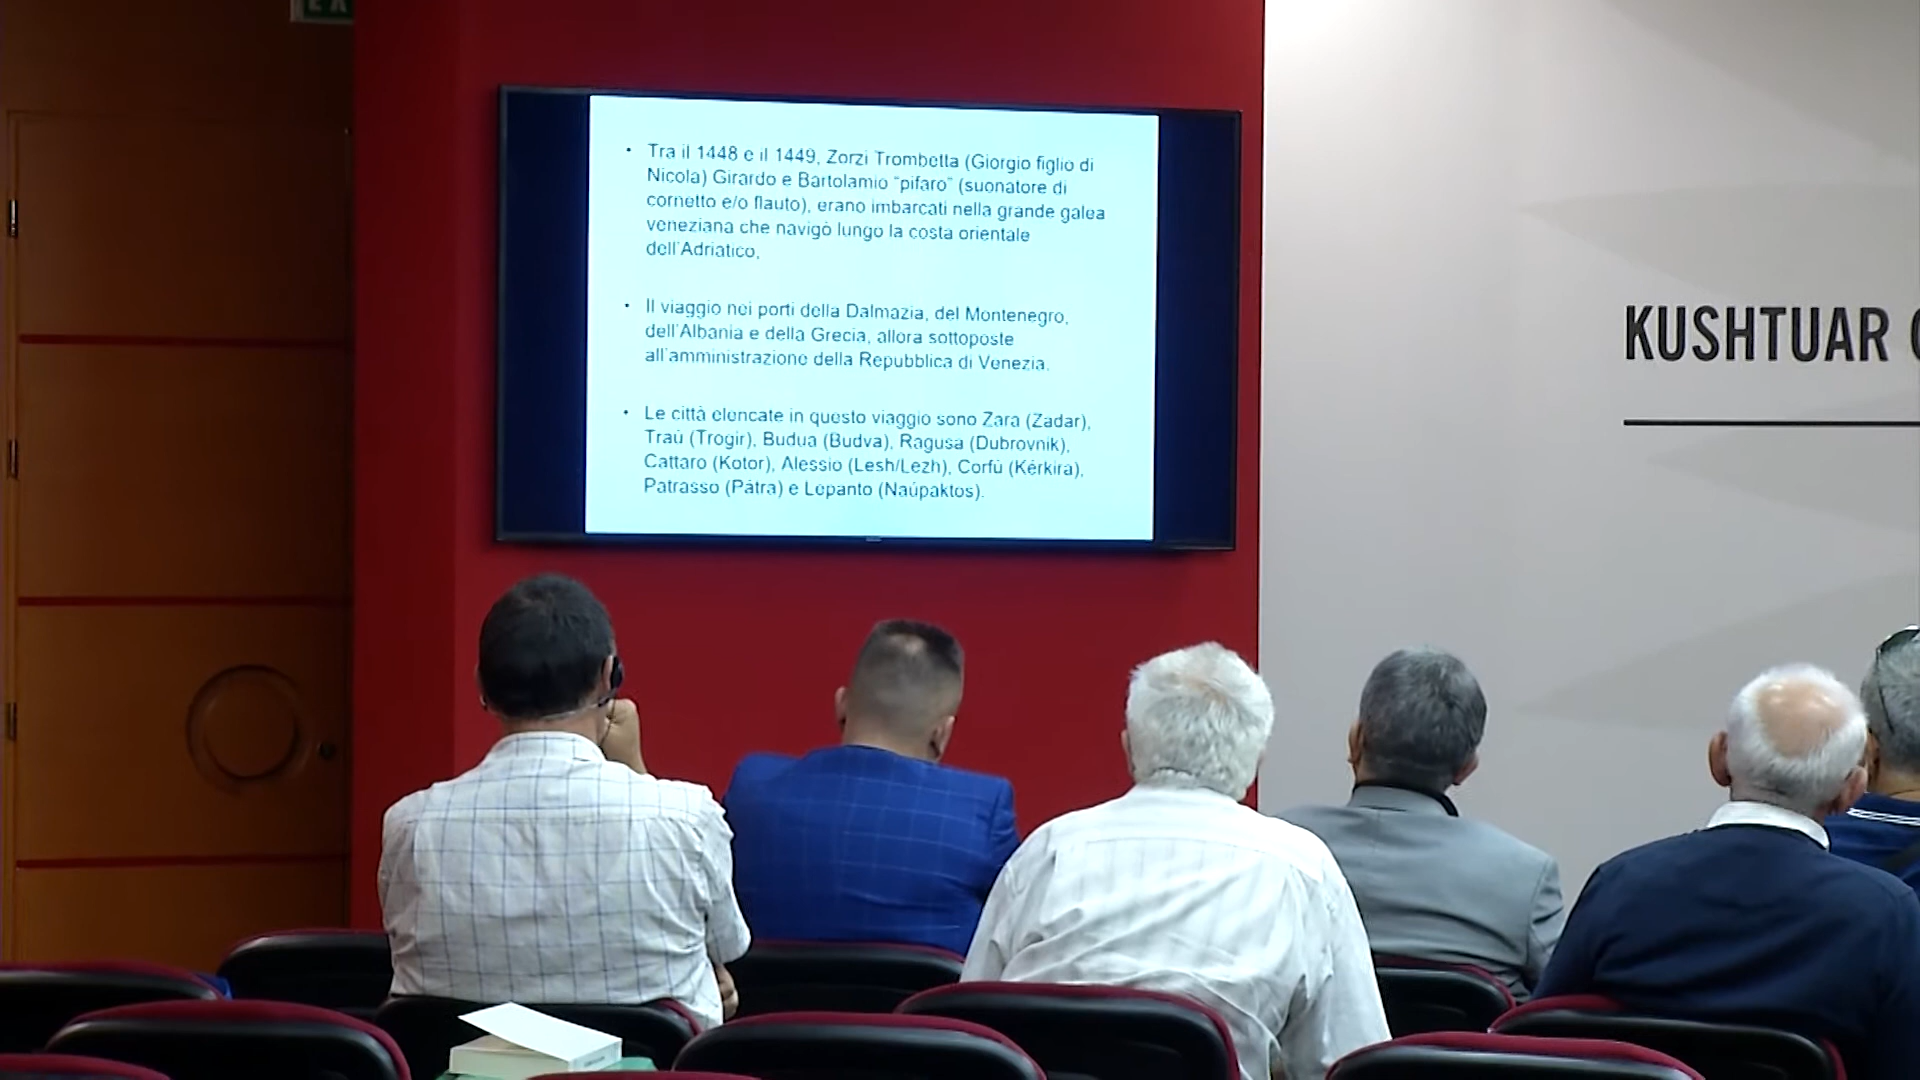 • Tra il 1448 e il 1449, Zorzi Trombetta (Giorgio figlio di
Nicola) Girardo e Bartolamio "pifaro" (suonatore di
cornetto e/o flauto), erano imbarcati nella grande galea
veneziana che navigò lungo la costa orientale
dell'Adriatico,
• Il viaggio nei porti della Dalmazia, del Montenegro,
dell'Albania e della Grecia, allora sottoposte
all'amministrazione della Repubblica di Venezia.
• Le città elencate in questo viaggio sono Zara (Zadar),
Traù (Trogir), Budua (Budva), Ragusa (Dubrovnik),
Cattaro (Kotor), Alessio (Lesh/Lezh), Corfù (Kérkira),
Patrasso (Pátra) e Lepanto (Naúpaktos).
KUSHTUAR